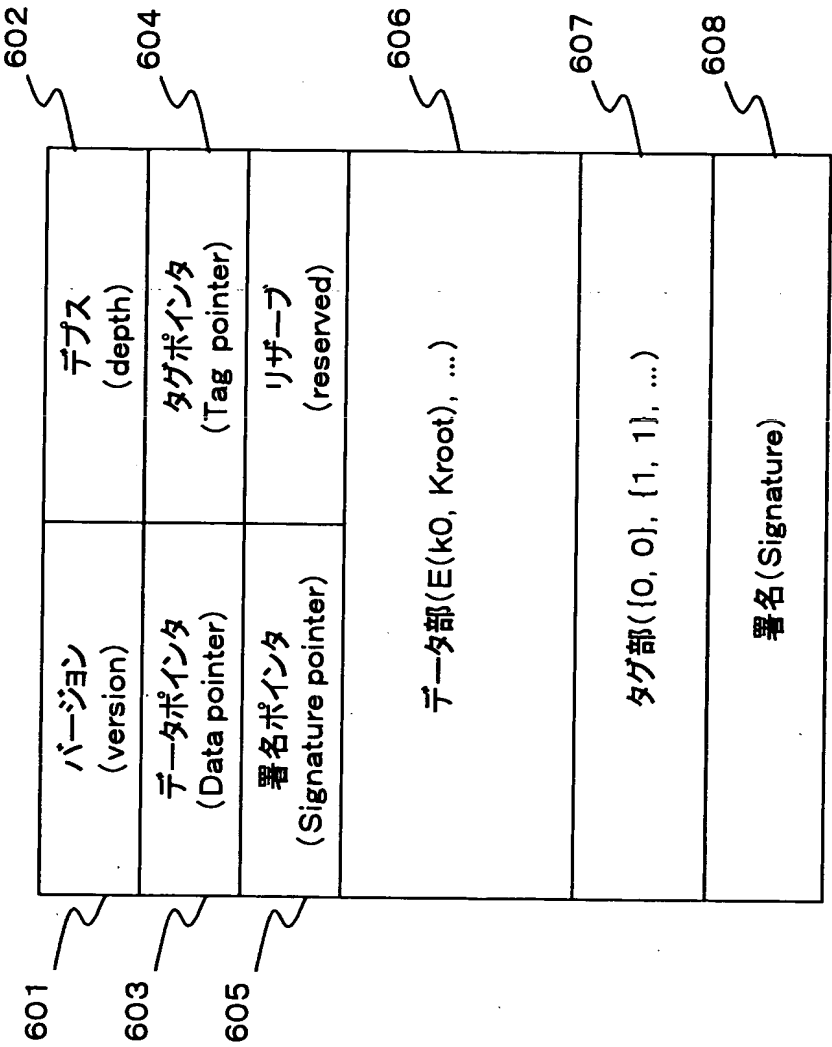 602
604
606
607
608
デプス
(depth)
タグポインタ
(Tag pointer)
リザーブ
(reserved)
バージョン
(version)
データポインタ
(Data pointer)
署名ポインタ
(Signature pointer)
データ部(E(k0, Kroot), ...)
タグ部({0, 0}, {1, 1}, ...)
署名(Signature)
601
603
605